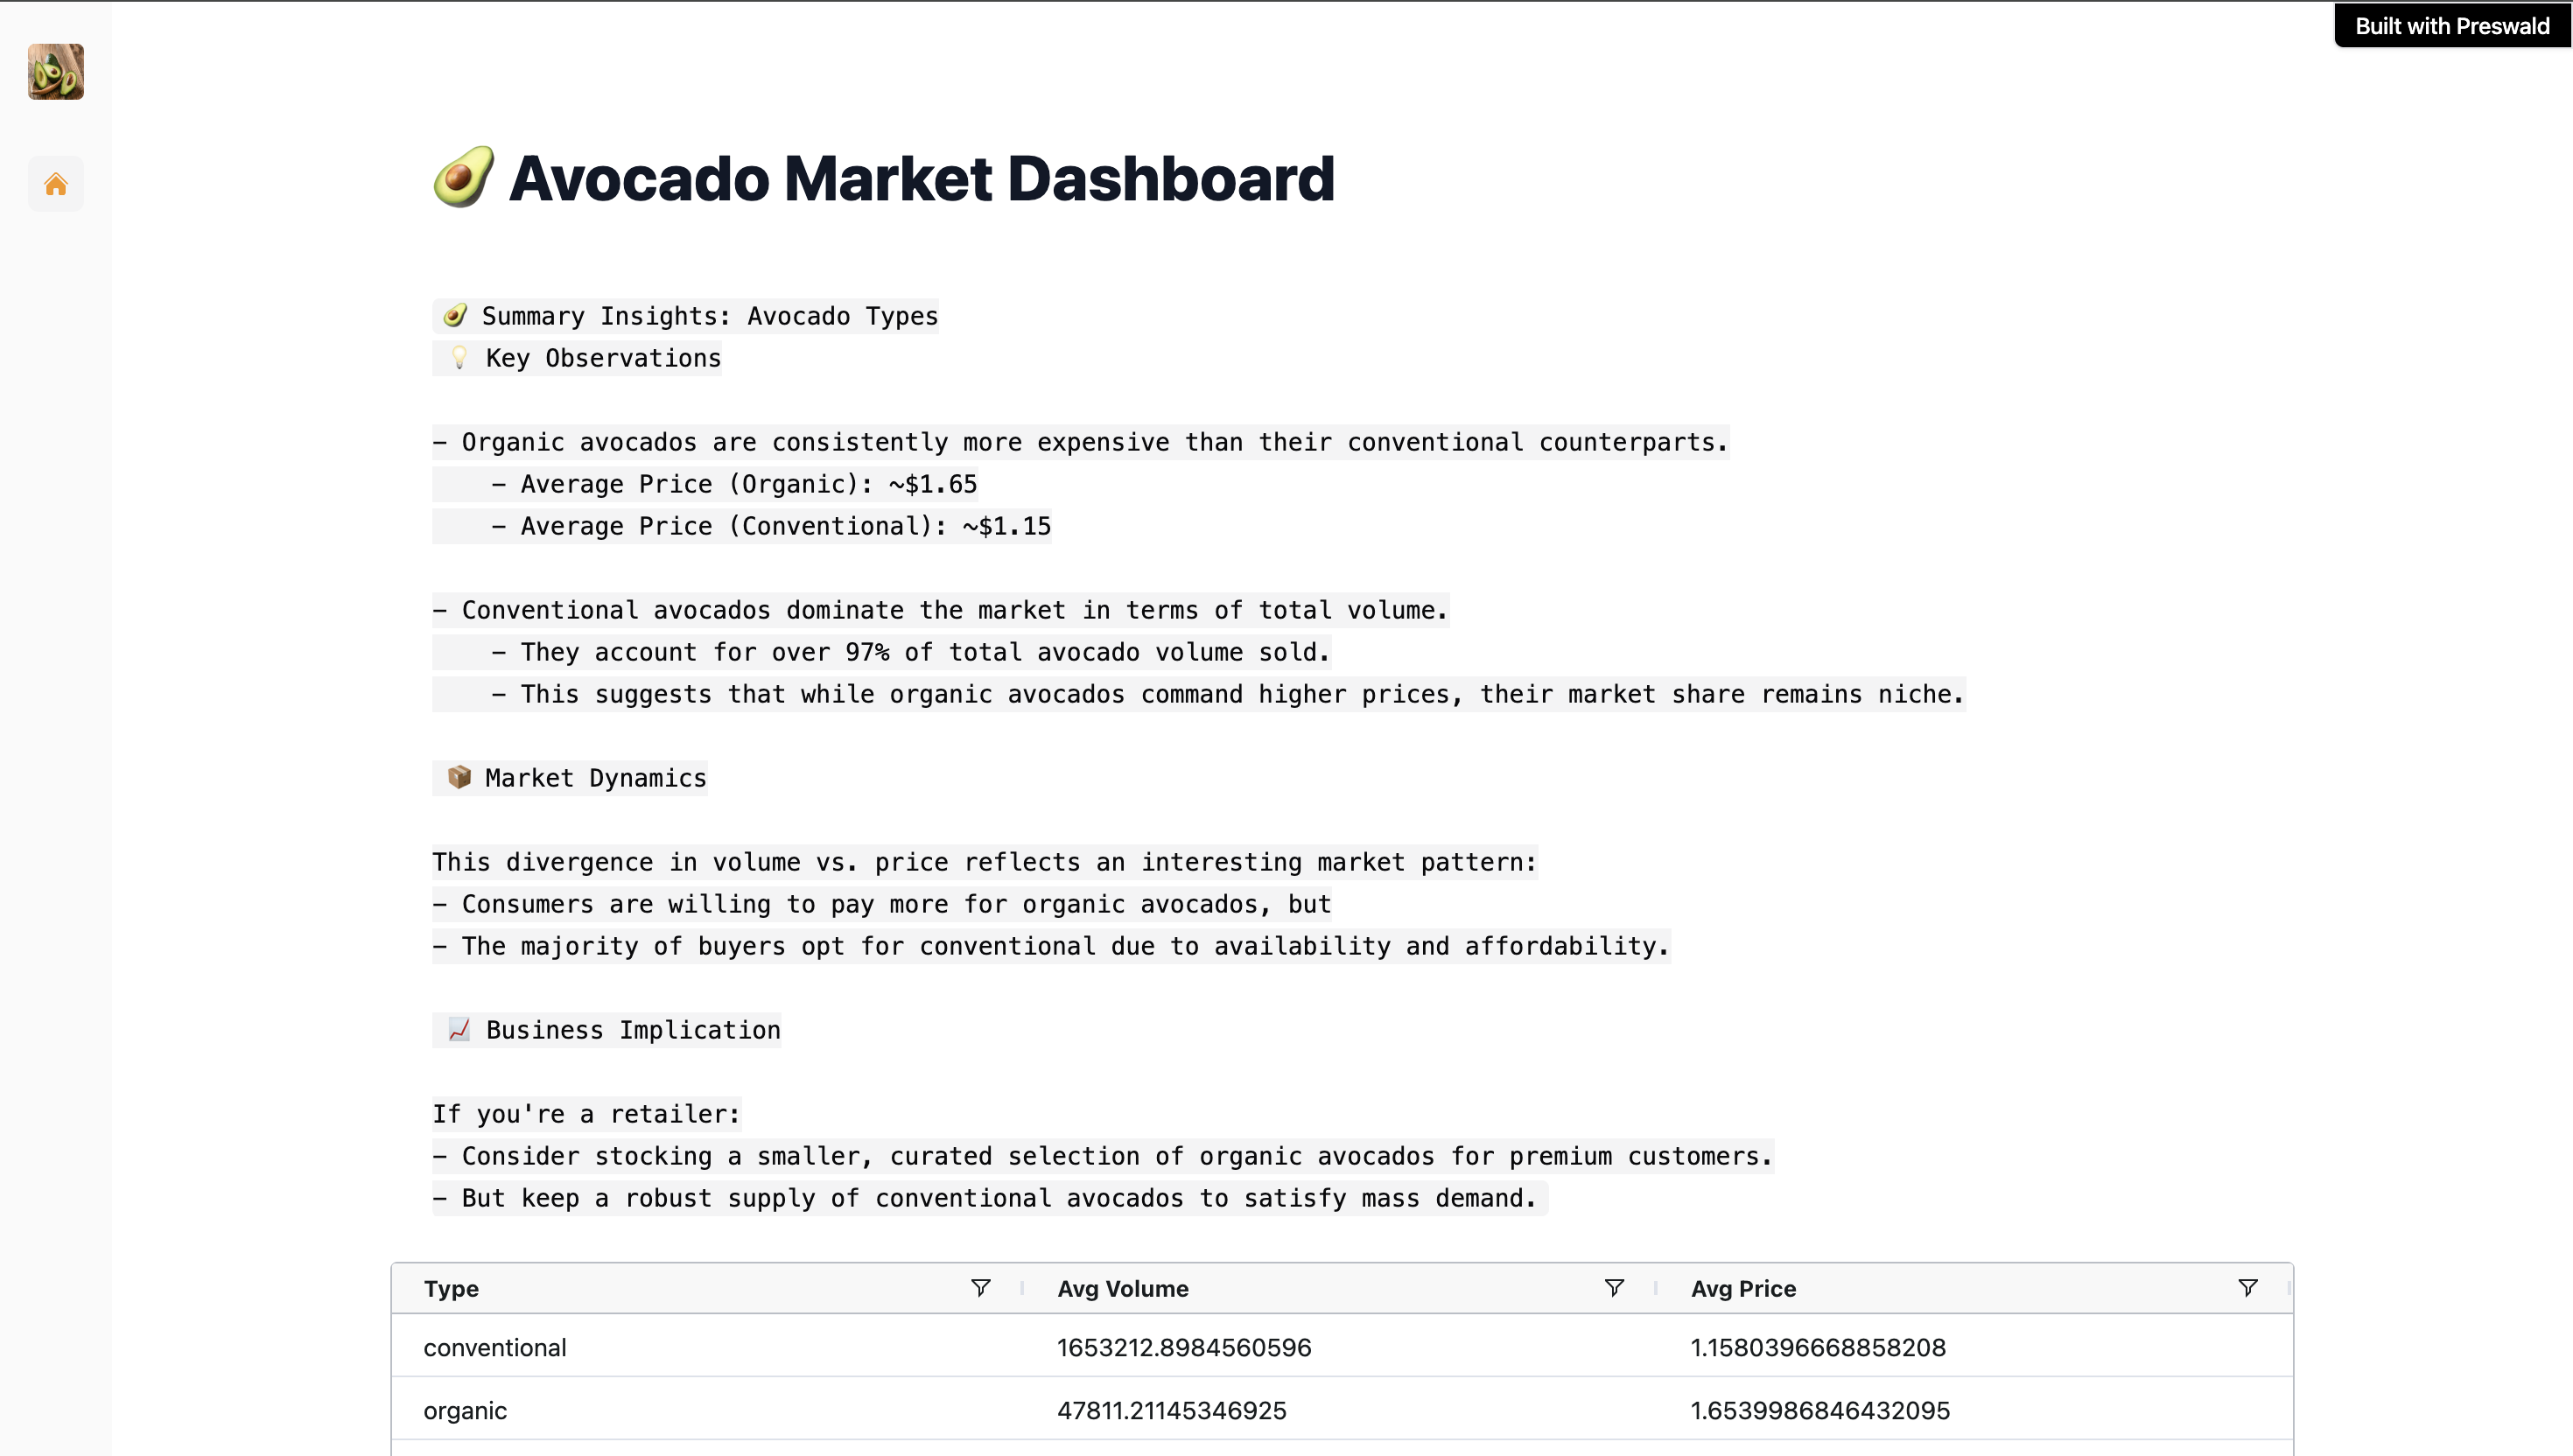 Built with Preswald
🥑 Avocado Market Dashboard
🥑 Summary Insights: Avocado Types
💡 Key Observations
- Organic avocados are consistently more expensive than their conventional counterparts.
- Average Price (Organic): ~$1.65
- Average Price (Conventional): ~$1.15
- Conventional avocados dominate the market in terms of total volume.
- They account for over 97% of total avocado volume sold.
- This suggests that while organic avocados command higher prices, their market share remains niche.
📦 Market Dynamics
This divergence in volume vs. price reflects an interesting market pattern:
- Consumers are willing to pay more for organic avocados, but
- The majority of buyers opt for conventional due to availability and affordability.
📈 Business Implication
If you're a retailer:
- Consider stocking a smaller, curated selection of organic avocados for premium customers.
- But keep a robust supply of conventional avocados to satisfy mass demand.
Type Avg Volume Avg Price
conventional 1653212.8984560596 1.1580396668858208
organic 47811.21145346925 1.6539986846432095